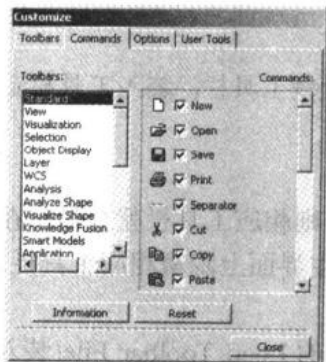 Customize
Toolbars Commands Options User Tools
Toolbars:
Commands:
Standard
View
Visualization
Selection
Object Display
Layer
WCS
Analysis
Analyze Shape
Visualize Shape
Knowledge Fusion
Smart Models
Application
New
Open
Save
Print
Separator
Cut
Copy
Paste
Information
Reset
Close